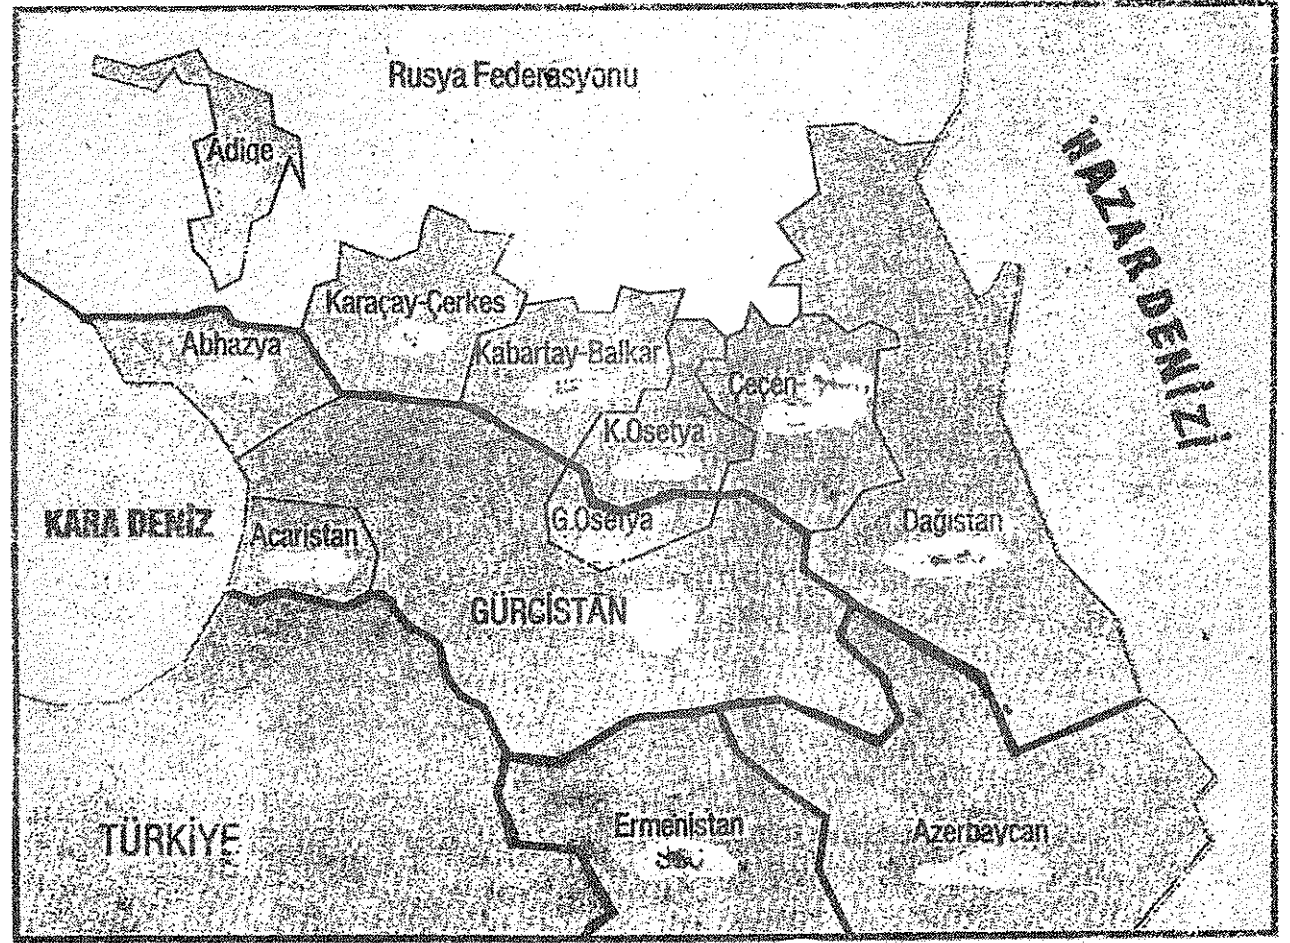 Rusya Federasyonu
Adige
HAZAR DENİZİ
Karaçay-Çerkes
Abhazya
Kabartay-Balkar
Çeçen-
K.Osetya
KARA DENİZ
Acarıstan
G.Osetya
Dağıstan
GÜRCİSTAN
TÜRKİYE
Ermenistan
Azerbaycan